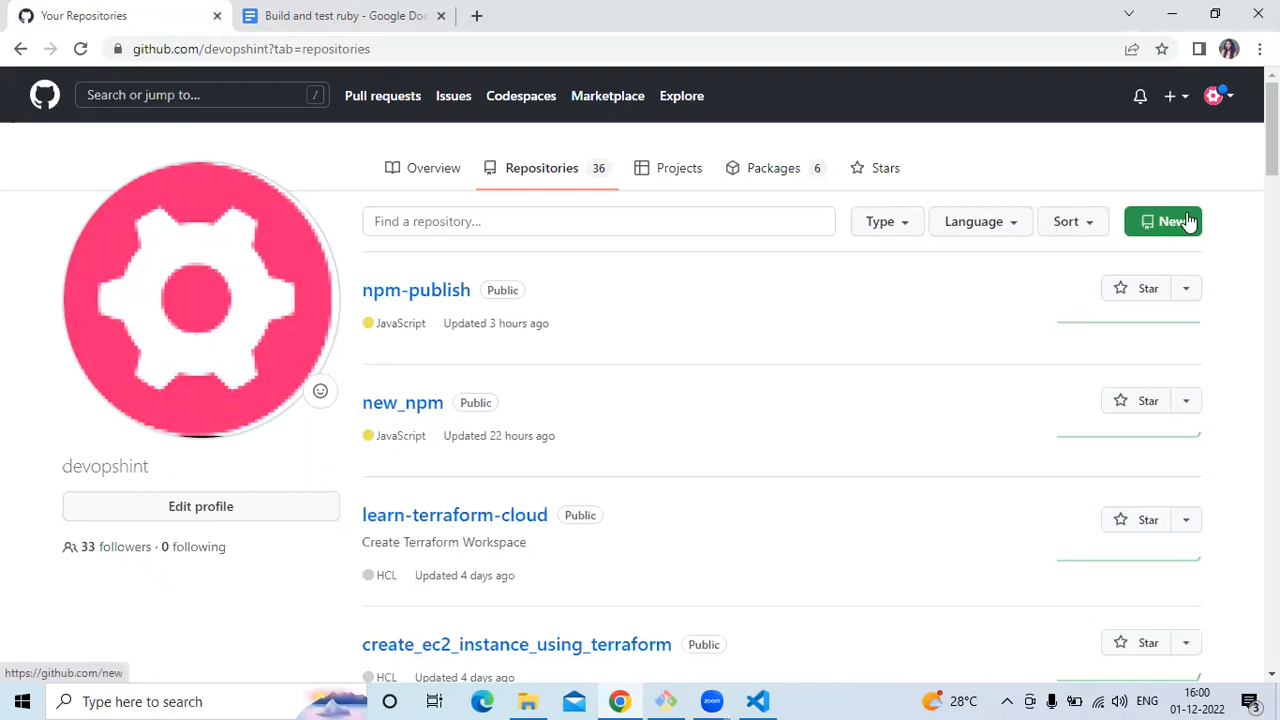 Your Repositories
Build and test ruby - Google Doc
github.com/devopshint?tab=repositories
Search or jump to...
/
Pull requests
Issues
Codespaces
Marketplace
Explore
Overview
Repositories 36
Projects
Packages 6
Stars
Find a repository...
Type
Language
Sort
New
npm-publish Public
Star
JavaScript Updated 3 hours ago
new_npm Public
Star
JavaScript Updated 22 hours ago
devopshint
Edit profile
33 followers · 0 following
learn-terraform-cloud Public
Star
Create Terraform Workspace
HCL Updated 4 days ago
create_ec2_instance_using_terraform Public
Star
HCL Updated 4 days ago
https://github.com/new
Type here to search
zoom
28°C
ENG
16:00
01-12-2022
3